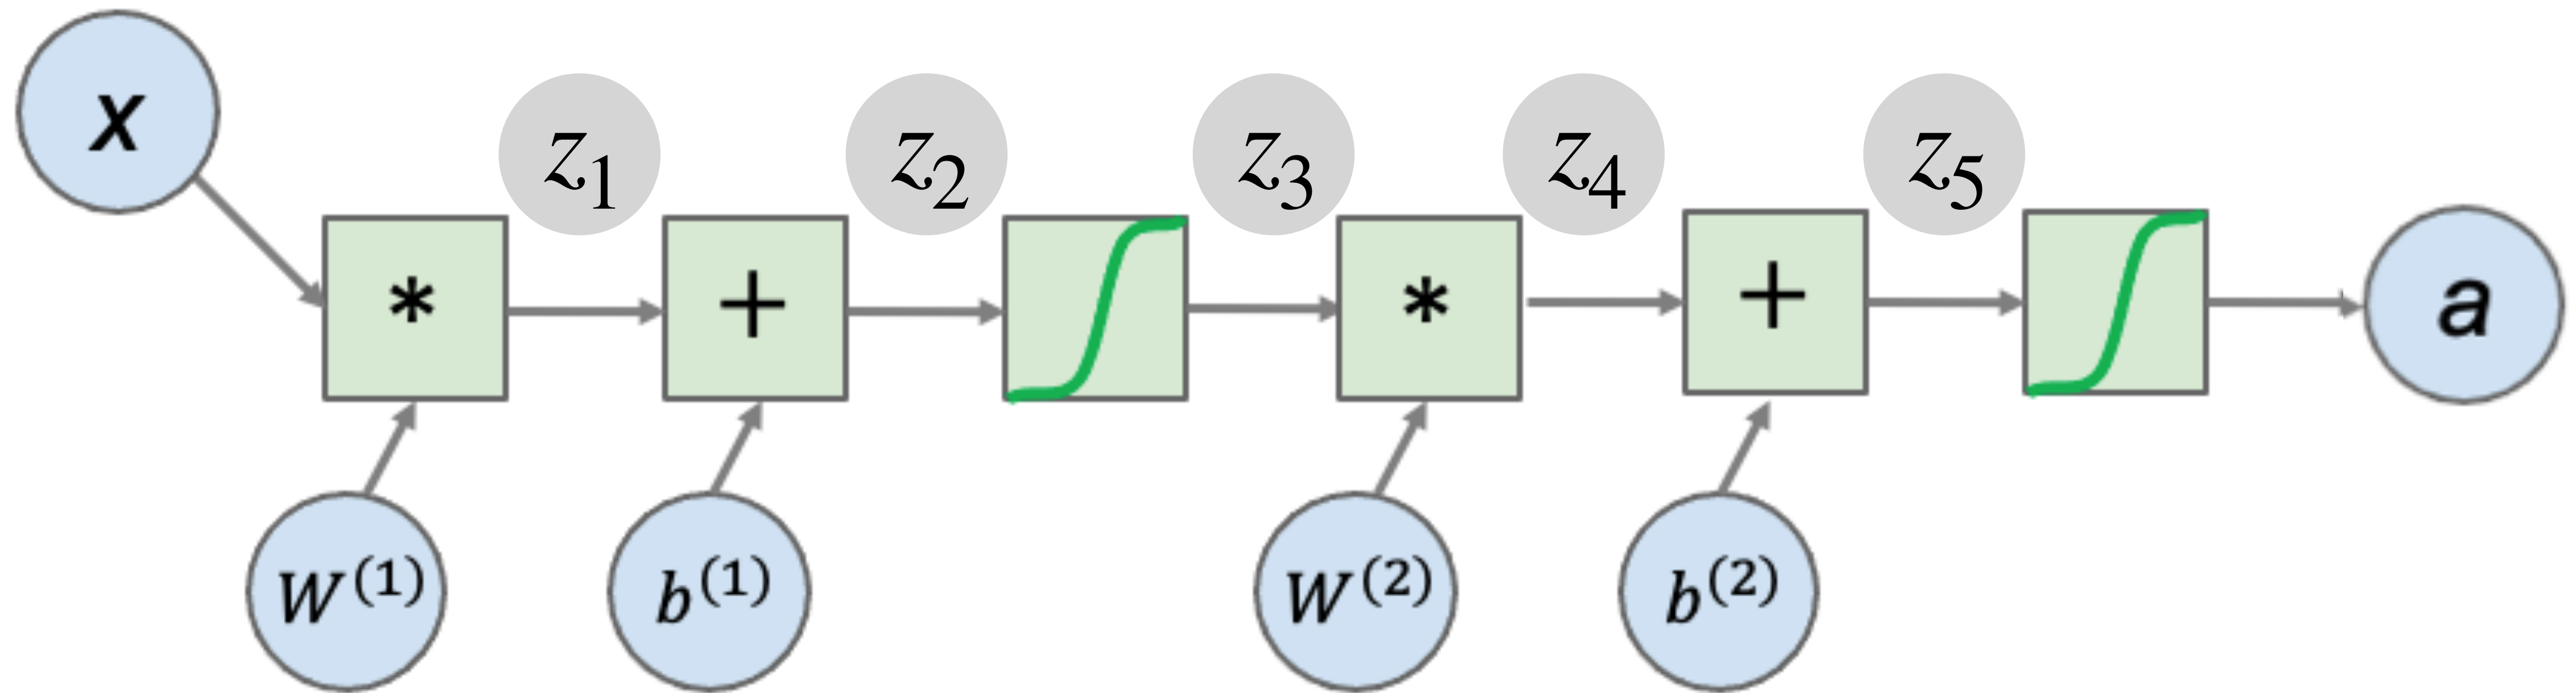 x
z₁ z₂ z₃ z₄ z₅
* + * + a
W⁽¹⁾ b⁽¹⁾ W⁽²⁾ b⁽²⁾